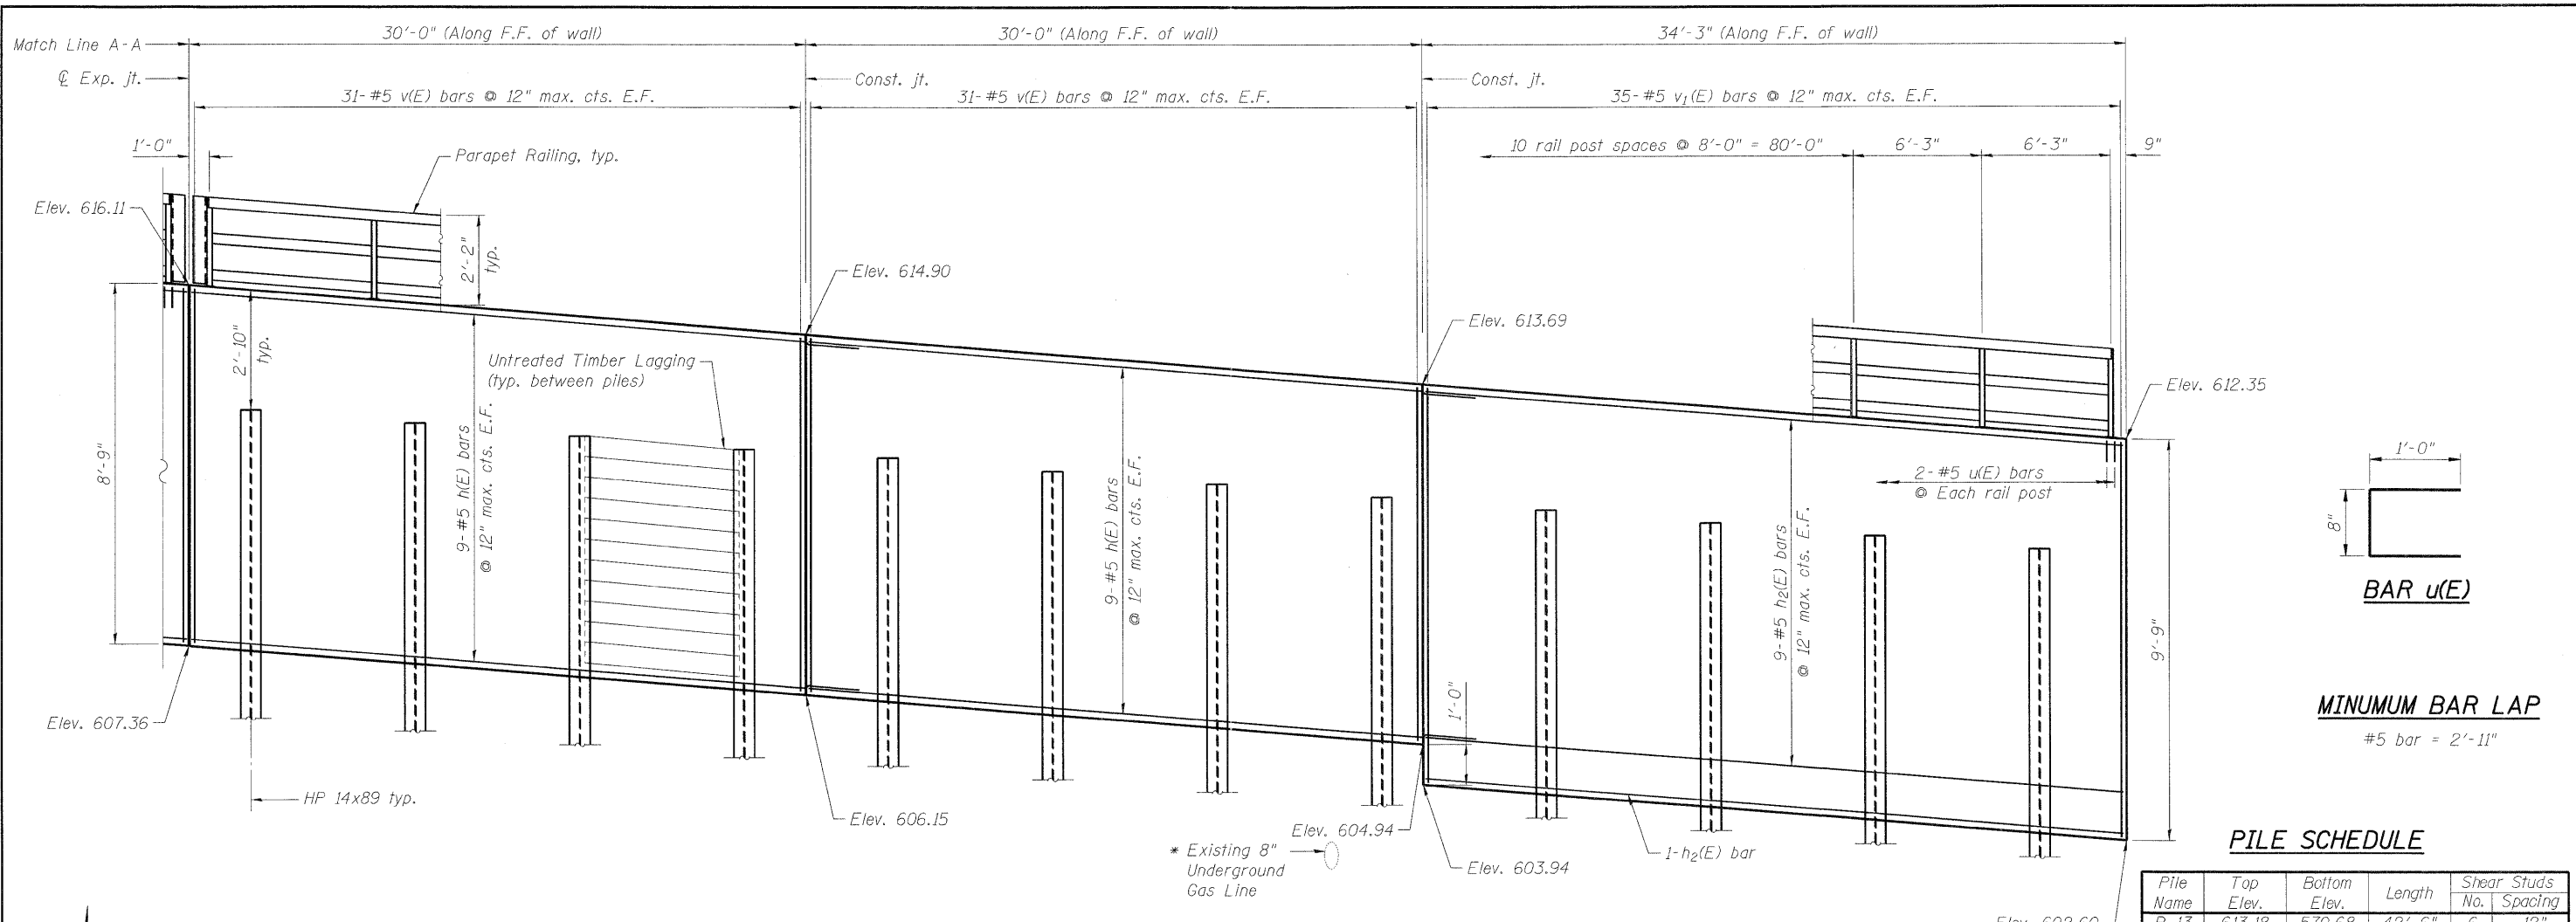 30'-0" (Along F.F. of wall)
30'-0" (Along F.F. of wall)
34'-3" (Along F.F. of wall)
Match Line A-A
℄ Exp. jt.
Const. jt.
Const. jt.
31-#5 v(E) bars @ 12" max. cts. E.F.
31-#5 v(E) bars @ 12" max. cts. E.F.
35-#5 v₁(E) bars @ 12" max. cts. E.F.
1'-0"
Parapet Railing, typ.
10 rail post spaces @ 8'-0" = 80'-0"
6'-3"
6'-3"
9"
Elev. 616.11
2'-2"
typ.
Elev. 614.90
Elev. 613.69
Elev. 612.35
2'-10"
typ.
Untreated Timber Lagging
(typ. between piles)
8'-9"
9-#5 h(E) bars
@ 12" max. cts. E.F.
9-#5 h(E) bars
@ 12" max. cts. E.F.
9-#5 h₂(E) bars
@ 12" max. cts. E.F.
2-#5 u(E) bars
@ Each rail post
9'-9"
1'-0"
8"
BAR u(E)
1'-0"
MINUMUM BAR LAP
#5 bar = 2'-11"
Elev. 607.36
HP 14x89 typ.
Elev. 606.15
Elev. 604.94
* Existing 8"
Underground
Gas Line
Elev. 603.94
1-h₂(E) bar
PILE SCHEDULE
Pile Name Top Elev. Bottom Elev. Length Shear Studs
No. Spacing